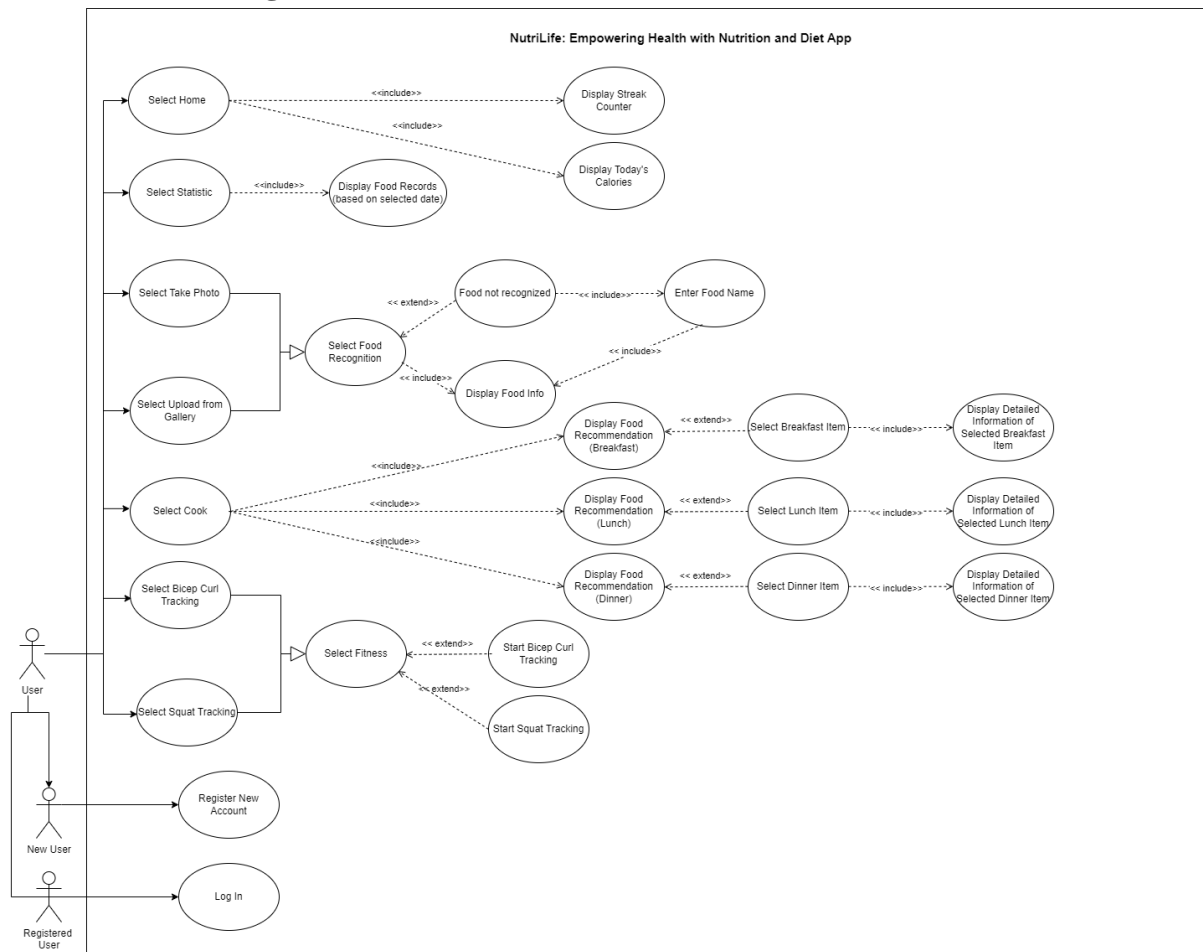 NutriLife: Empowering Health with Nutrition and Diet App
Select Home
<<include>>
Display Streak
Counter
<<include>>
Display Today's
Calories
Select Statistic
<<include>>
Display Food Records
(based on selected date)
Select Take Photo
Food not recognized
<< include>>
Enter Food Name
<< extend>>
Select Food
Recognition
<< include>>
<< include>>
Display Food Info
Select Upload from
Gallery
Display Food
Recommendation
(Breakfast)
<< extend>>
Select Breakfast Item
<< include>>
Display Detailed
Information of
Selected Breakfast
Item
<<include>>
Select Cook
<<include>>
Display Food
Recommendation
(Lunch)
<< extend>>
Select Lunch Item
<< include>>
Display Detailed
Information of
Selected Lunch Item
<<include>>
Display Food
Recommendation
(Dinner)
<< extend>>
Select Dinner Item
<< include>>
Display Detailed
Information of
Selected Dinner Item
Select Bicep Curl
Tracking
Select Fitness
<< extend>>
Start Bicep Curl
Tracking
<< extend>>
Start Squat Tracking
Select Squat Tracking
User
Register New
Account
New User
Log In
Registered
User